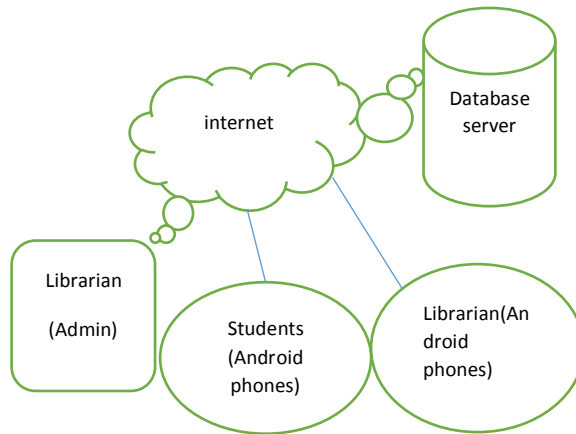 internet
Database
server
Librarian
(Admin)
Students
(Android
phones)
Librarian(An
droid
phones)